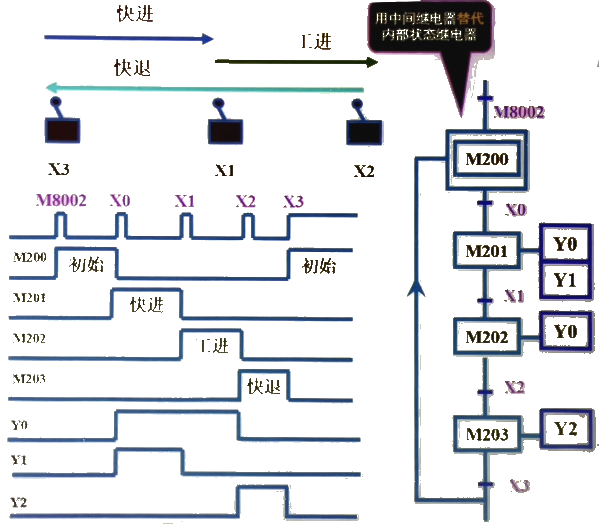 快进
工进
快退
X3
X1
X2
用中间继电器替代
内部状态继电器
M8002
M200
X0
M201
Y0
Y1
X1
M202
Y0
X2
M203
Y2
X3
M8002 X0 X1 X2 X3
M200 初始 初始
M201 快进
M202 工进
M203 快退
Y0
Y1
Y2